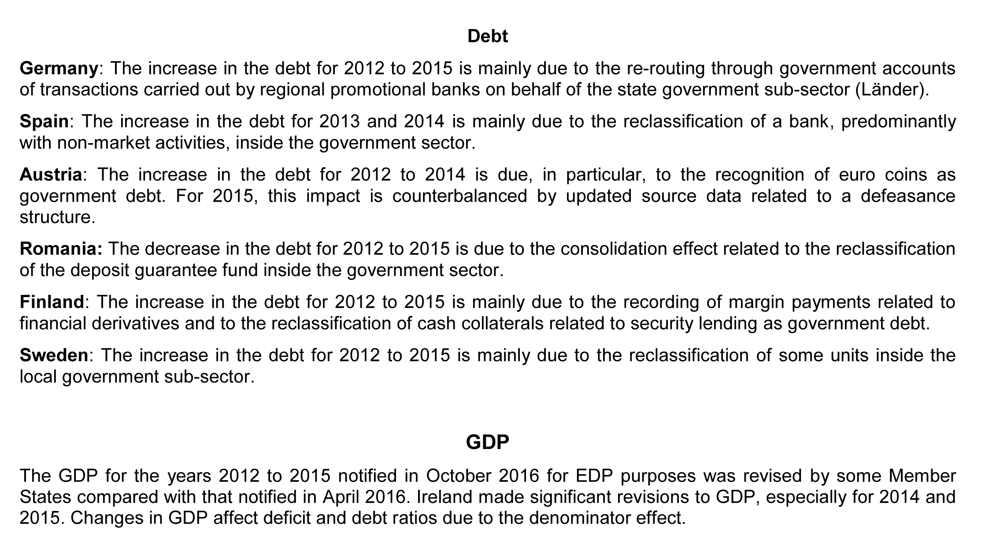 Debt
Germany: The increase in the debt for 2012 to 2015 is mainly due to the re-routing through government accounts
of transactions carried out by regional promotional banks on behalf of the state government sub-sector (Länder).
Spain: The increase in the debt for 2013 and 2014 is mainly due to the reclassification of a bank, predominantly
with non-market activities, inside the government sector.
Austria: The increase in the debt for 2012 to 2014 is due, in particular, to the recognition of euro coins as
government debt. For 2015, this impact is counterbalanced by updated source data related to a defeasance
structure.
Romania: The decrease in the debt for 2012 to 2015 is due to the consolidation effect related to the reclassification
of the deposit guarantee fund inside the government sector.
Finland: The increase in the debt for 2012 to 2015 is mainly due to the recording of margin payments related to
financial derivatives and to the reclassification of cash collaterals related to security lending as government debt.
Sweden: The increase in the debt for 2012 to 2015 is mainly due to the reclassification of some units inside the
local government sub-sector.
GDP
The GDP for the years 2012 to 2015 notified in October 2016 for EDP purposes was revised by some Member
States compared with that notified in April 2016. Ireland made significant revisions to GDP, especially for 2014 and
2015. Changes in GDP affect deficit and debt ratios due to the denominator effect.